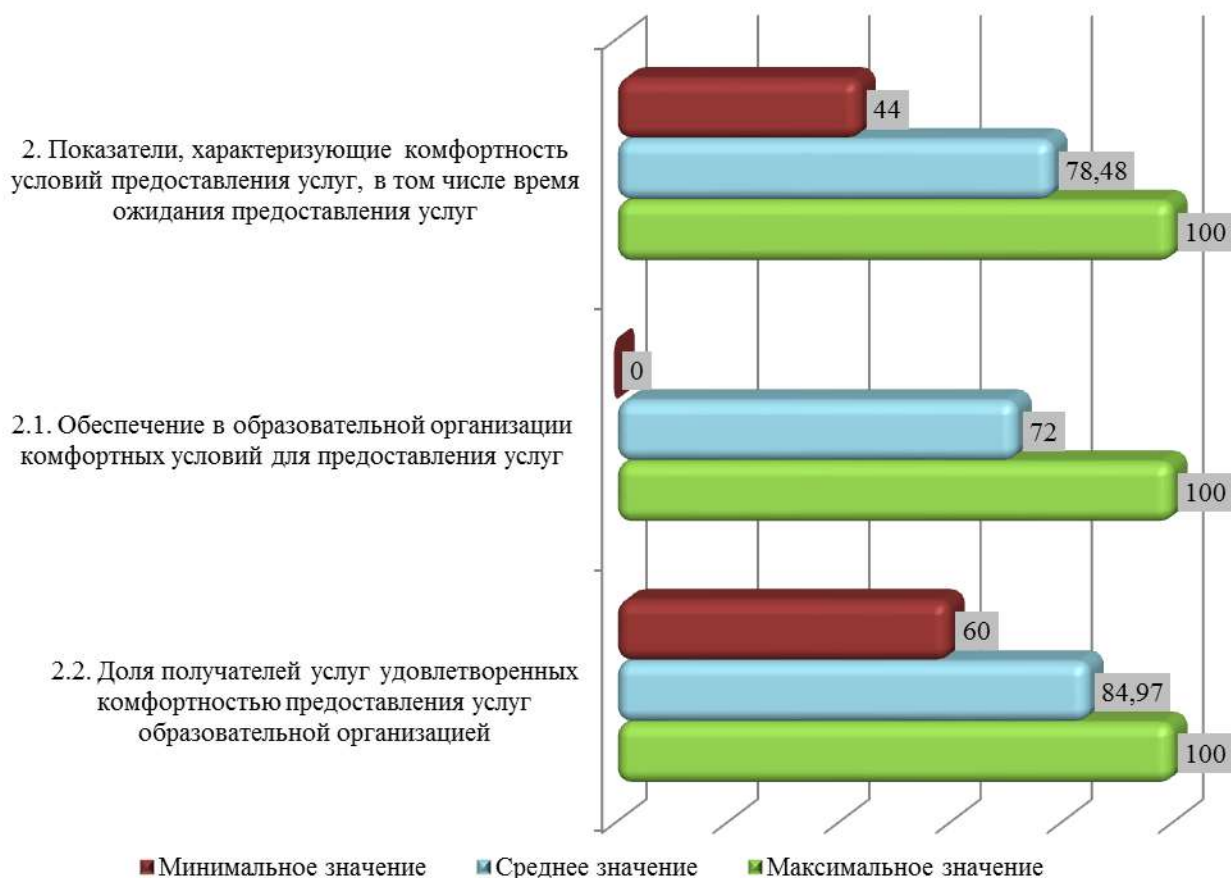 44
2. Показатели, характеризующие комфортность
условий предоставления услуг, в том числе время
ожидания предоставления услуг
78,48
100
0
2.1. Обеспечение в образовательной организации
комфортных условий для предоставления услуг
72
100
60
2.2. Доля получателей услуг удовлетворенных
комфортностью предоставления услуг
образовательной организацией
84,97
100
Минимальное значение Среднее значение Максимальное значение